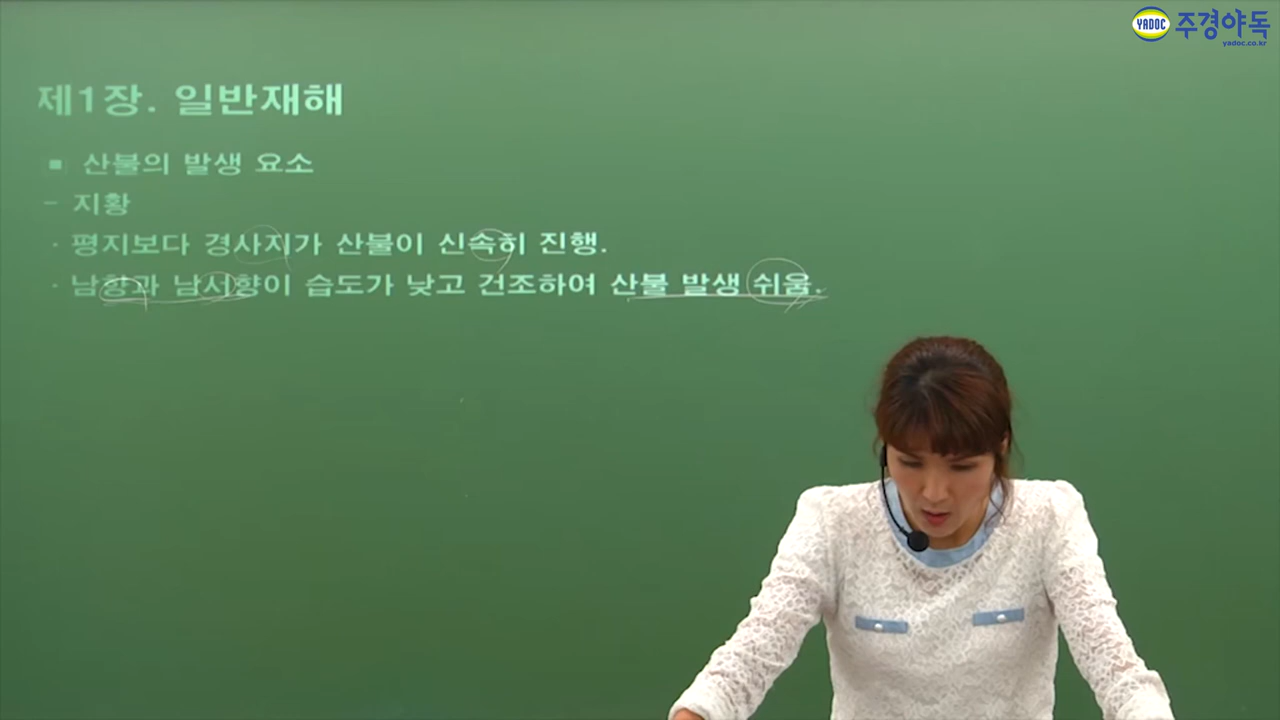 YADOC 주경야독
yadoc.co.kr
제1장. 일반재해
▪ 산불의 발생 요소
- 지황
· 평지보다 경사지가 산불이 신속히 진행.
· 남향과 남서향이 습도가 낮고 건조하여 산불 발생 쉬움.